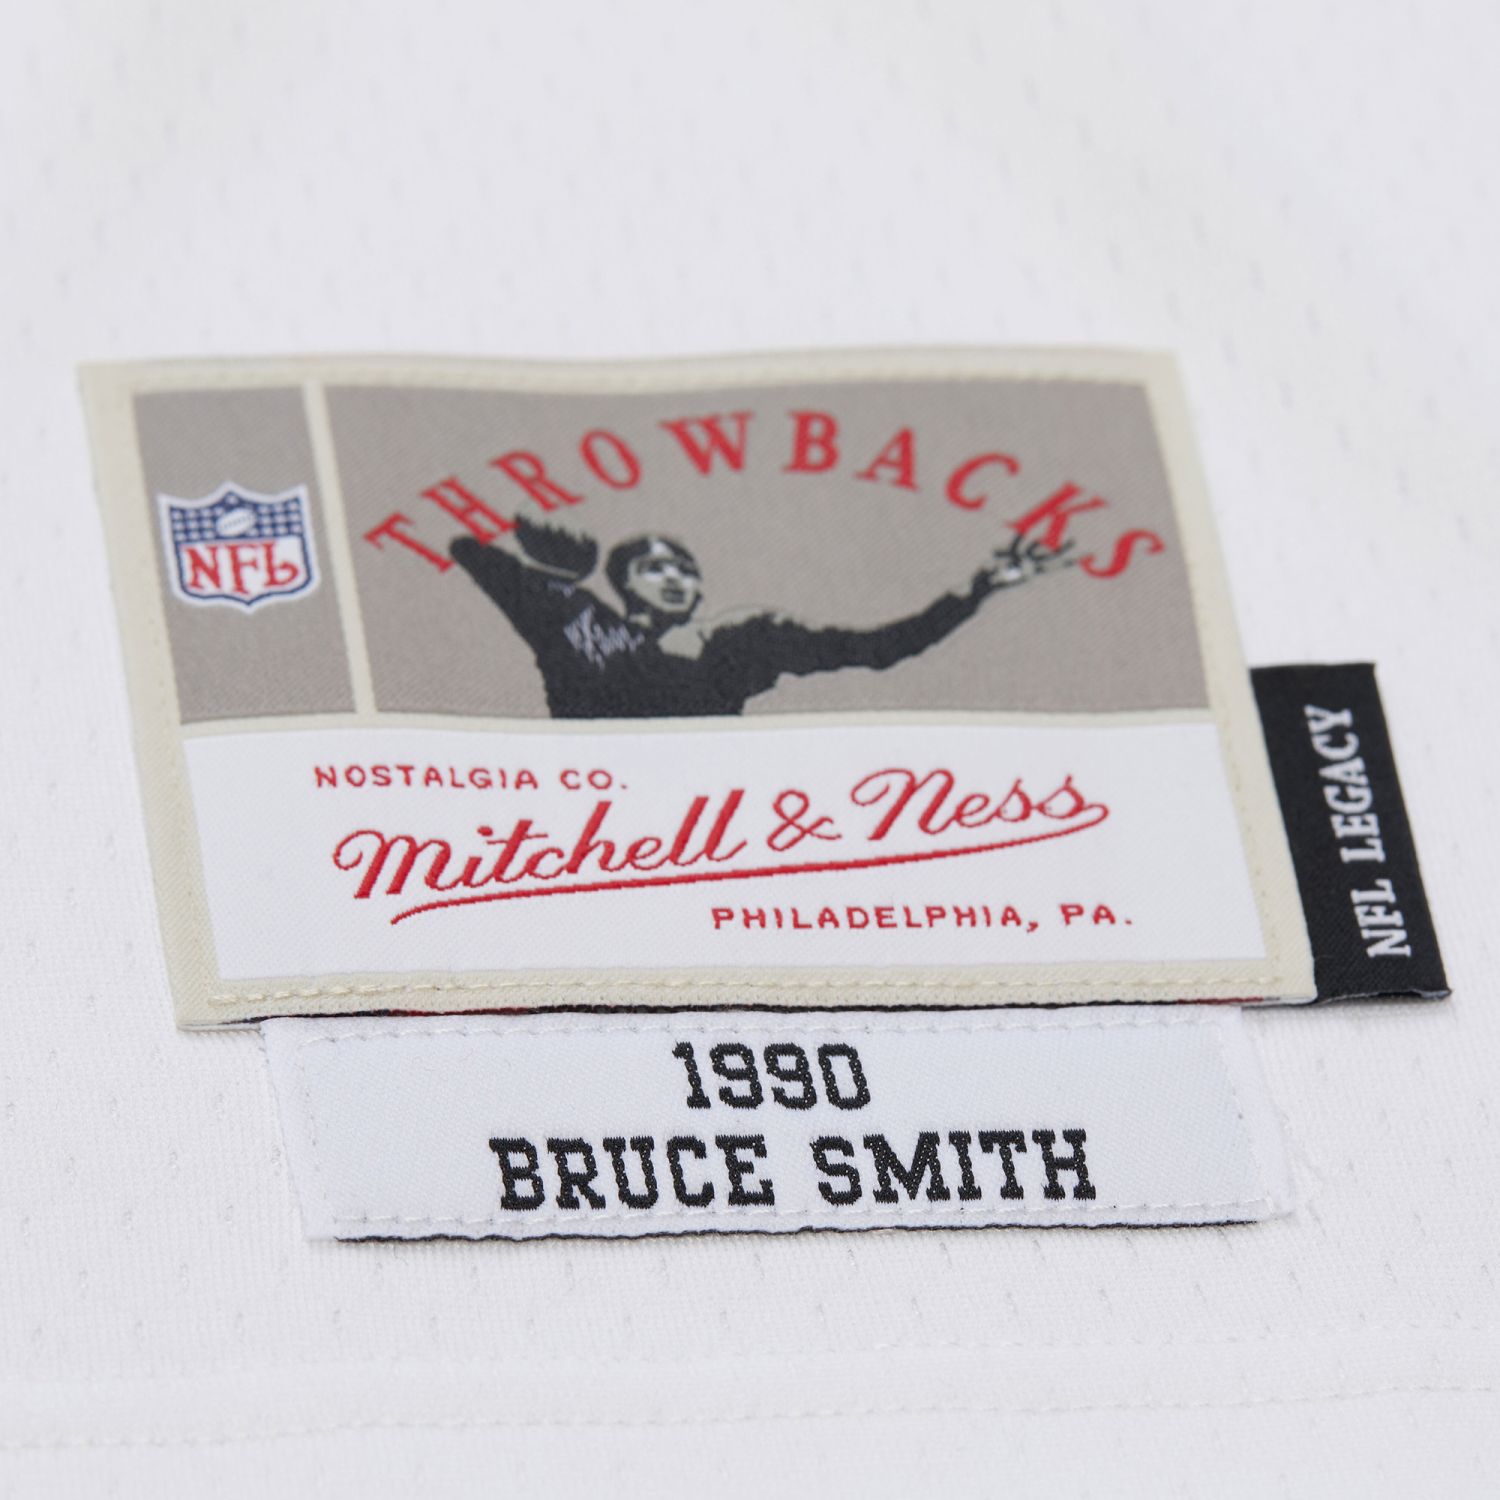 THROWBACKS
NFL
NOSTALGIA CO.
Mitchell & Ness
PHILADELPHIA, PA.
NFL LEGACY
1990
BRUCE SMITH